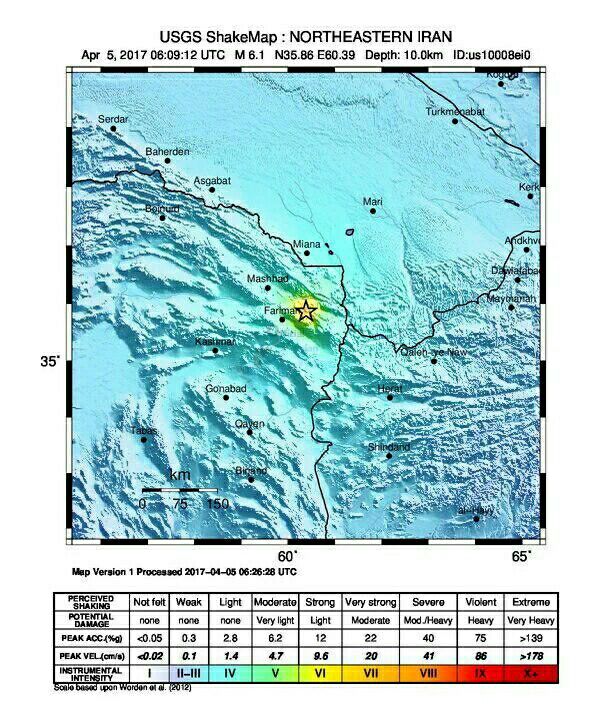 USGS ShakeMap : NORTHEASTERN IRAN
Apr 5, 2017 06:09:12 UTC M 6.1 N35.86 E60.39 Depth: 10.0km ID:us10008ei0
Kogord
Turkmenabat
Serdar
Baherden
Asgabat
Kerk
Bojnurd
Mari
Andkhvo
Miana
Dawlatabad
Mashhad
Maymanah
Fariman
Kashmar
Qaleh-ye Naw
35°
Gonabad
Herat
Qayen
Tabas
Shindand
Birjand
km
0 75 150
al-Hayy
60°
65°
Map Version 1 Processed 2017-04-05 06:26:28 UTC
PERCEIVED SHAKING Not felt Weak Light Moderate Strong Very strong Severe Violent Extreme
POTENTIAL DAMAGE none none none Very light Light Moderate Mod./Heavy Heavy Very Heavy
PEAK ACC.(%g) <0.05 0.3 2.8 6.2 12 22 40 75 >139
PEAK VEL.(cm/s) <0.02 0.1 1.4 4.7 9.6 20 41 86 >178
INSTRUMENTAL INTENSITY I II-III IV V VI VII VIII IX X+
Scale based upon Worden et al. (2012)